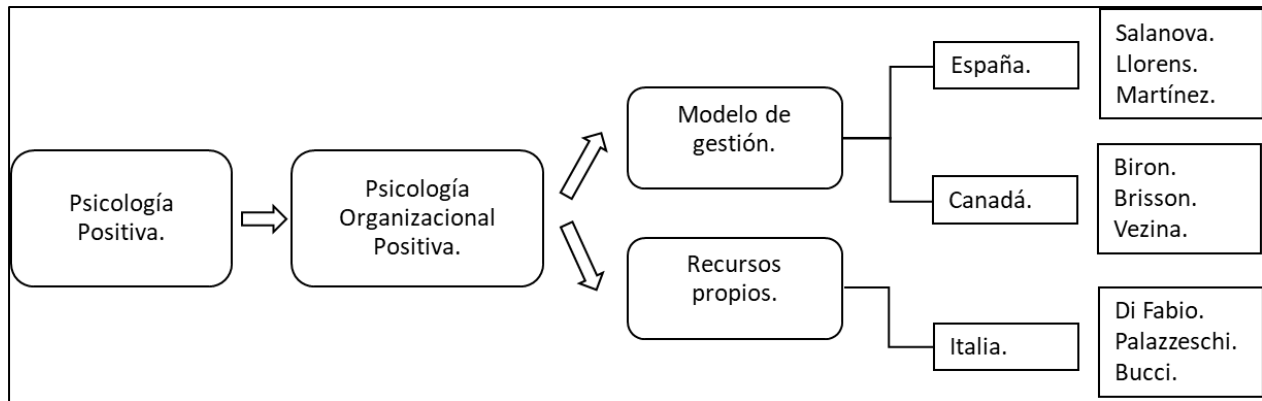 Psicología
Positiva.
Psicología
Organizacional
Positiva.
Modelo de
gestión.
España.
Salanova.
Llorens.
Martínez.
Canadá.
Biron.
Brisson.
Vezina.
Recursos
propios.
Italia.
Di Fabio.
Palazzeschi.
Bucci.